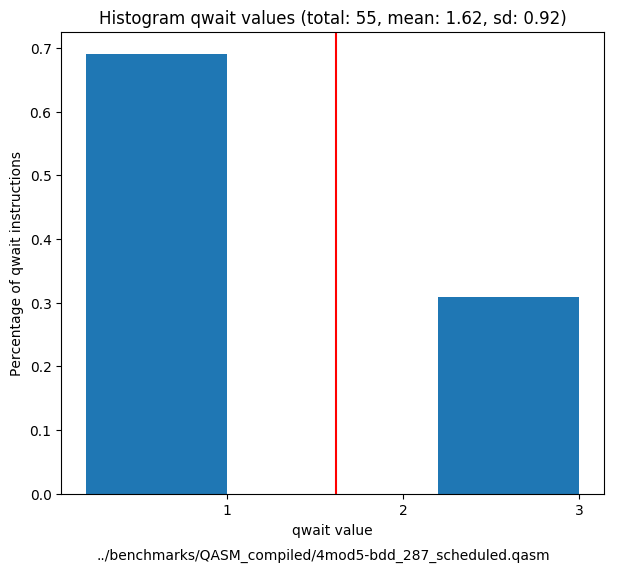 Histogram qwait values (total: 55, mean: 1.62, sd: 0.92)
0.7
0.6
0.5
0.4
0.3
0.2
0.1
0.0
Percentage of qwait instructions
1 2 3
qwait value
../benchmarks/QASM_compiled/4mod5-bdd_287_scheduled.qasm